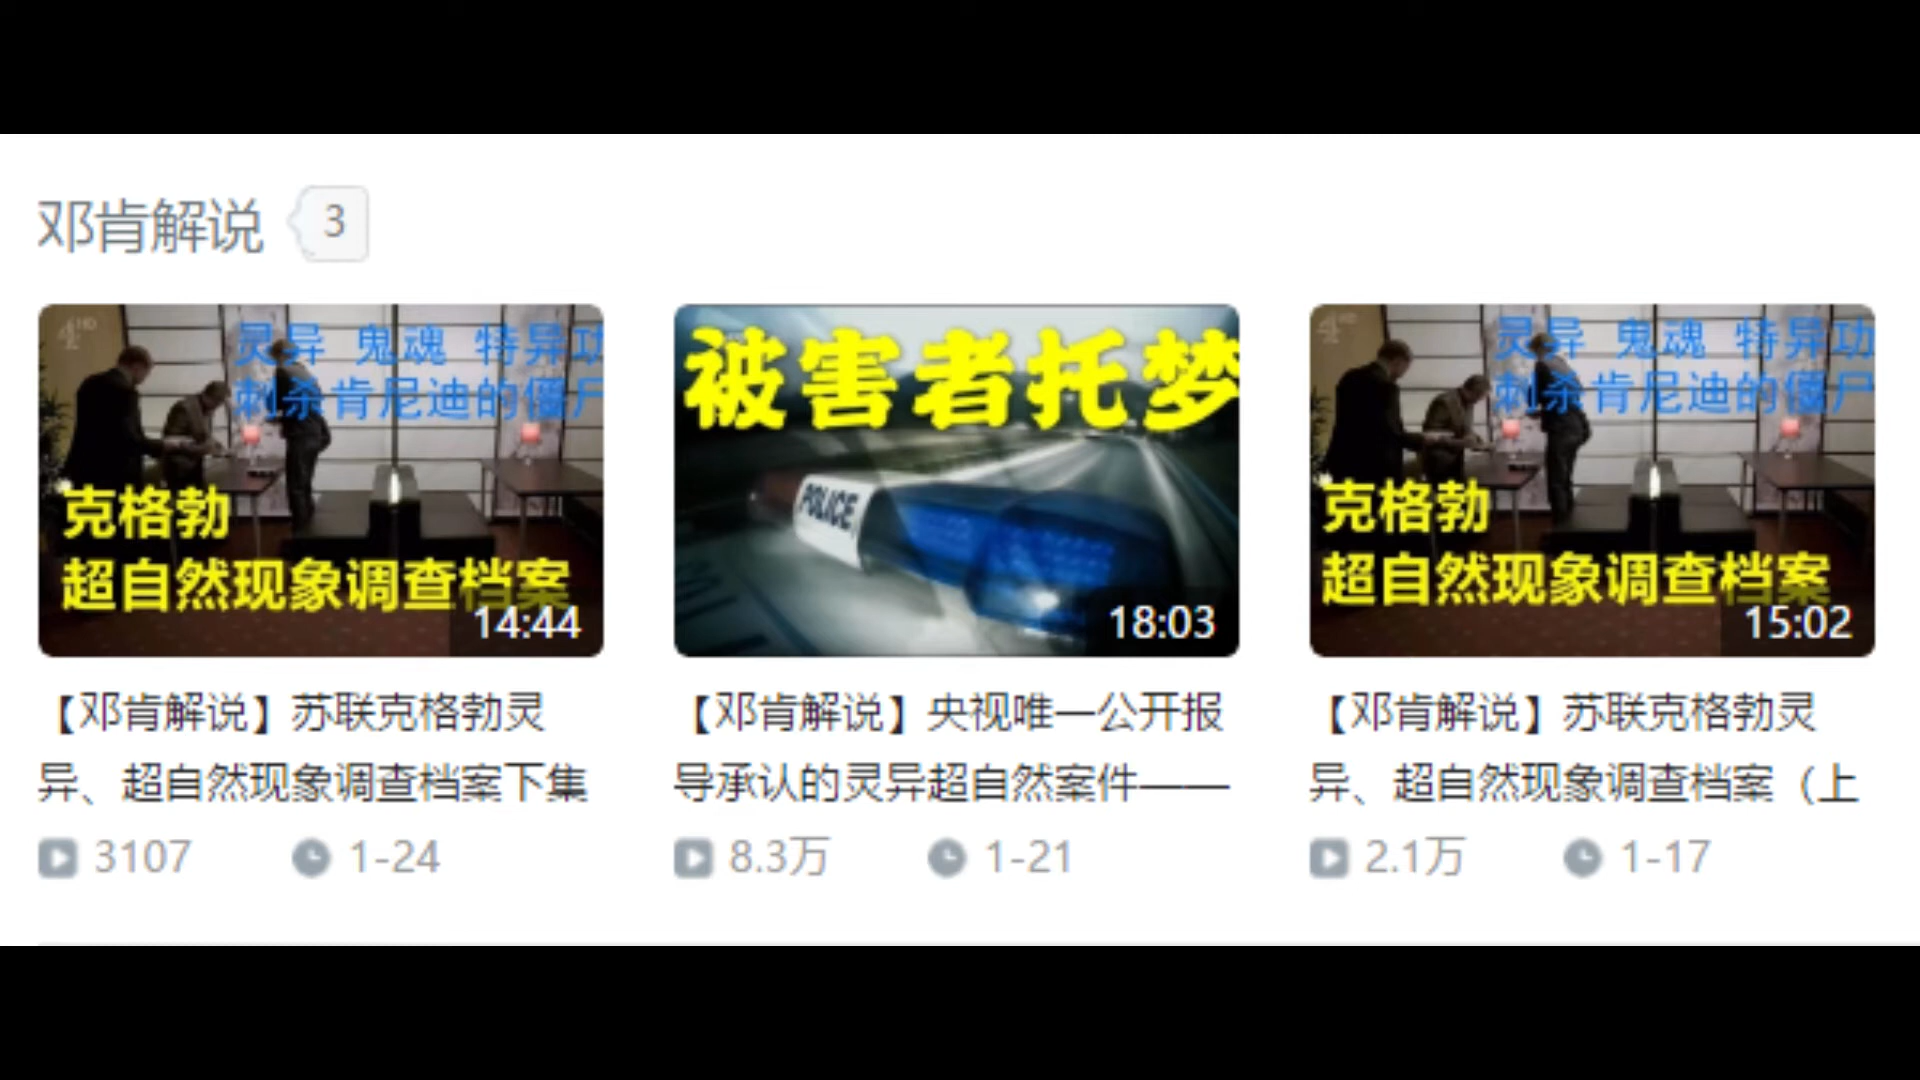 邓肯解说 3
灵异 鬼魂 特异功
刺杀肯尼迪的僵尸
克格勃
超自然现象调查档案
14:44
【邓肯解说】苏联克格勃灵
异、超自然现象调查档案下集
3107 1-24
被害者托梦
POLICE
18:03
【邓肯解说】央视唯一公开报
导承认的灵异超自然案件——
8.3万 1-21
灵异 鬼魂 特异功
刺杀肯尼迪的僵尸
克格勃
超自然现象调查档案
15:02
【邓肯解说】苏联克格勃灵
异、超自然现象调查档案（上
2.1万 1-17